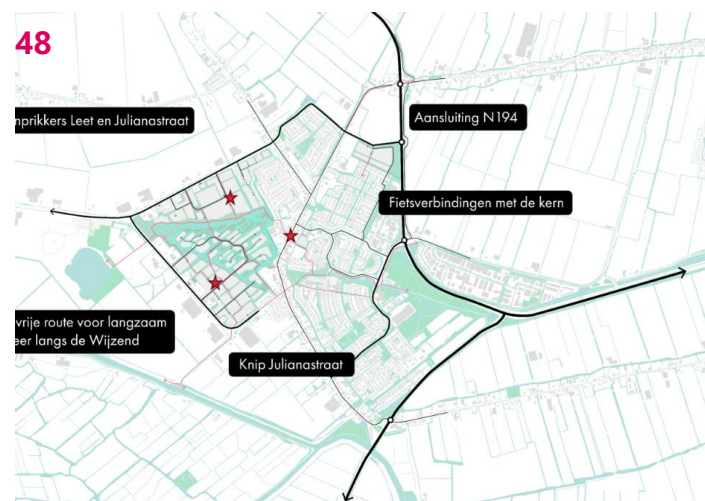 48
nprikkers Leet en Julianastraat
Aansluiting N194
Fietsverbindingen met de kern
vrije route voor langzaam
eer langs de Wijzend
Knip Julianastraat